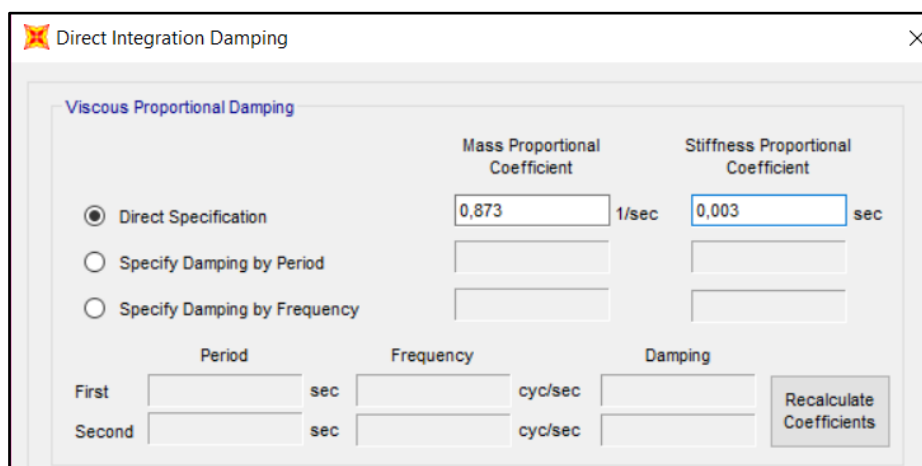 Direct Integration Damping
Viscous Proportional Damping
Mass Proportional Coefficient
Stiffness Proportional Coefficient
Direct Specification 0,873 1/sec 0,003 sec
Specify Damping by Period
Specify Damping by Frequency
Period Frequency Damping
First sec cyc/sec
Second sec cyc/sec
Recalculate Coefficients